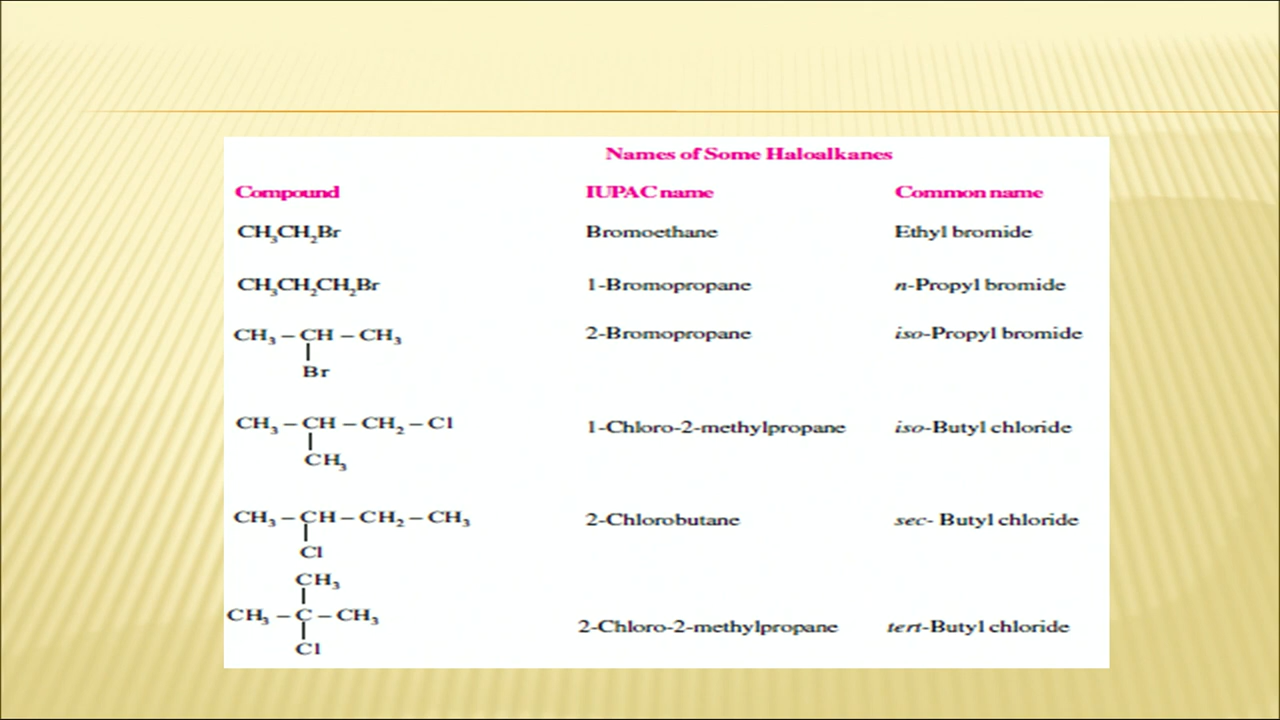 Names of Some Haloalkanes
Compound IUPAC name Common name
CH₃CH₂Br Bromoethane Ethyl bromide
CH₃CH₂CH₂Br 1-Bromopropane n-Propyl bromide
CH₃ – CH – CH₃ 2-Bromopropane iso-Propyl bromide
Br
CH₃ – CH – CH₂ – Cl 1-Chloro-2-methylpropane iso-Butyl chloride
CH₃
CH₃ – CH – CH₂ – CH₃ 2-Chlorobutane sec- Butyl chloride
Cl
CH₃
CH₃ – C – CH₃ 2-Chloro-2-methylpropane tert-Butyl chloride
Cl